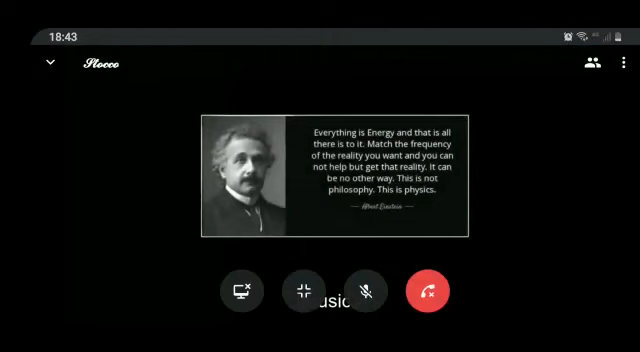 18:43
Slocco
Everything is Energy and that is all
there is to it. Match the frequency
of the reality you want and you can
not help but get that reality. It can
be no other way. This is not
philosophy. This is physics.
Albert Einstein